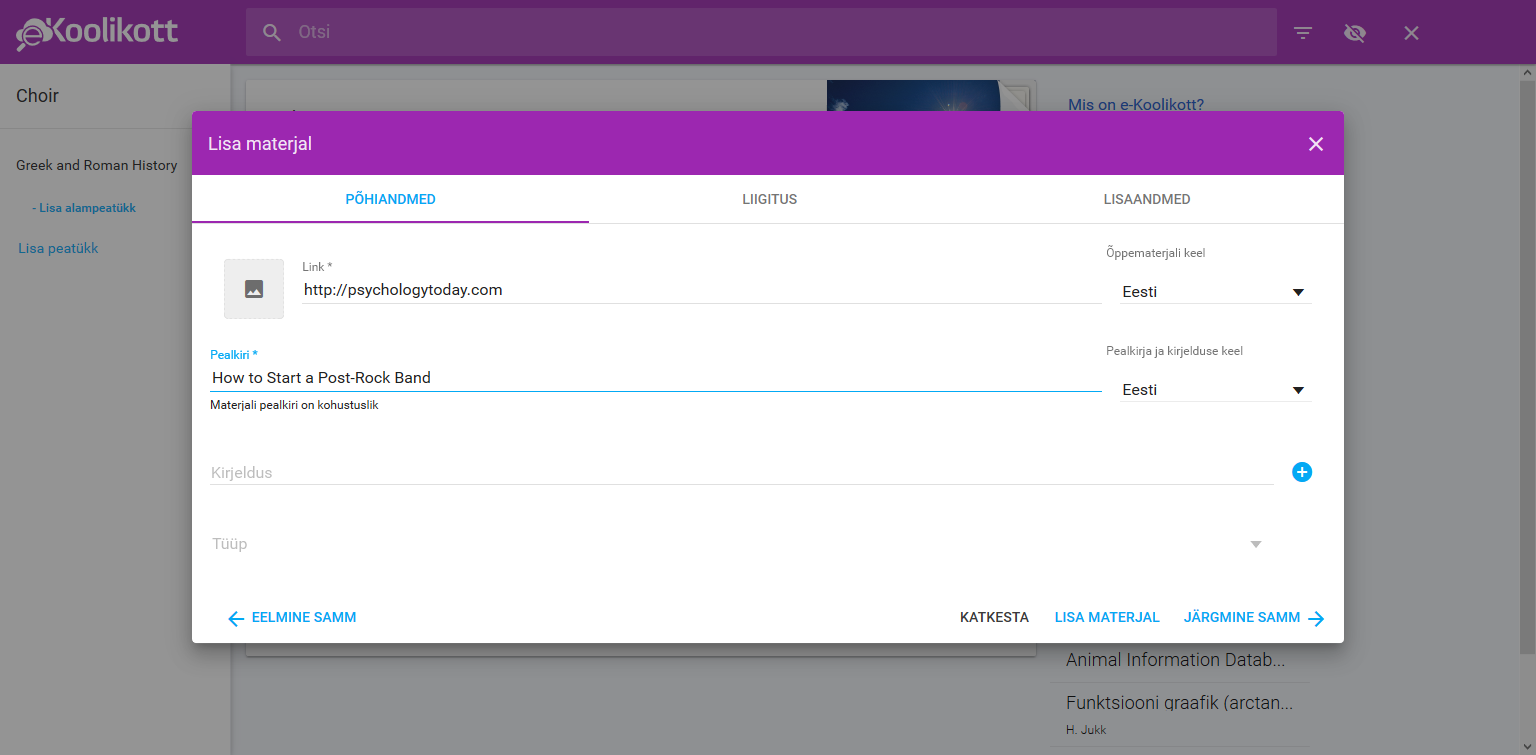 e-Koolikott
Otsi
Choir
Mis on e-Koolikott?
Lisa materjal
Greek and Roman History
- Lisa alampeatükk
Lisa peatükk
PÕHIANDMED
LIIGITUS
LISAANDMED
Link *
http://psychologytoday.com
Õppematerjali keel
Eesti
Pealkiri *
How to Start a Post-Rock Band
Materjali pealkiri on kohustuslik
Pealkirja ja kirjelduse keel
Eesti
Kirjeldus
Tüüp
EELMINE SAMM
KATKESTA
LISA MATERJAL
JÄRGMINE SAMM
Animal Information Datab...
Funktsiooni graafik (arctan...
H. Jukk